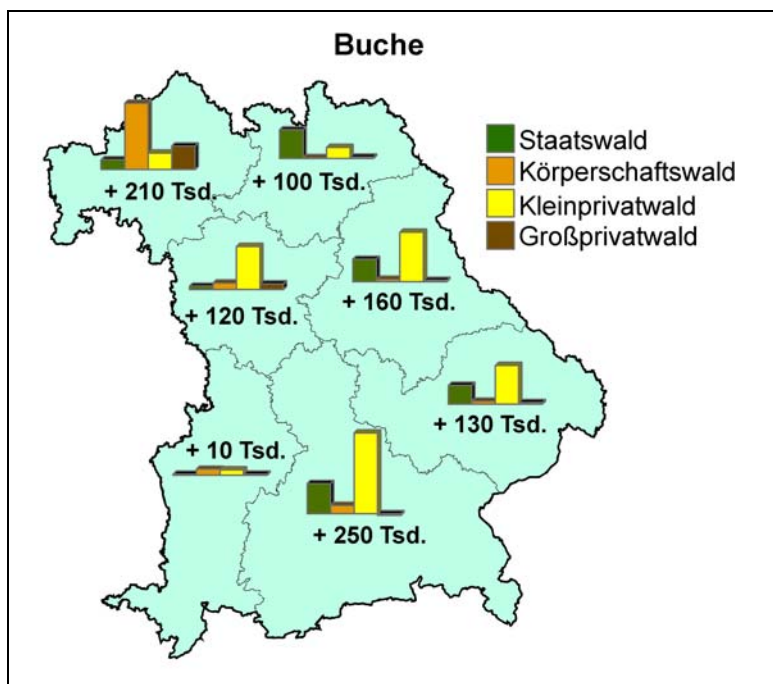 Buche
Staatswald
Körperschaftswald
Kleinprivatwald
Großprivatwald
+ 210 Tsd.
+ 100 Tsd.
+ 120 Tsd.
+ 160 Tsd.
+ 130 Tsd.
+ 10 Tsd.
+ 250 Tsd.